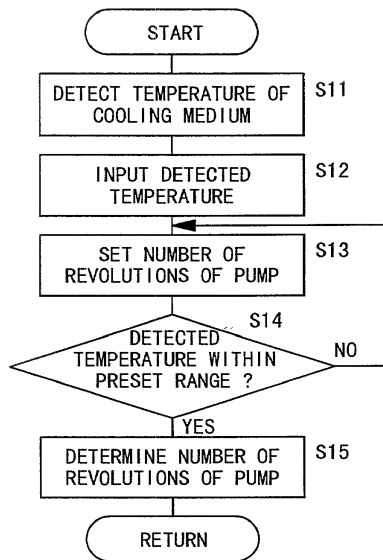 START
DETECT TEMPERATURE OF
COOLING MEDIUM
S11
INPUT DETECTED
TEMPERATURE
S12
SET NUMBER OF
REVOLUTIONS OF PUMP
S13
DETECTED
TEMPERATURE WITHIN
PRESET RANGE ?
S14
NO
YES
DETERMINE NUMBER OF
REVOLUTIONS OF PUMP
S15
RETURN